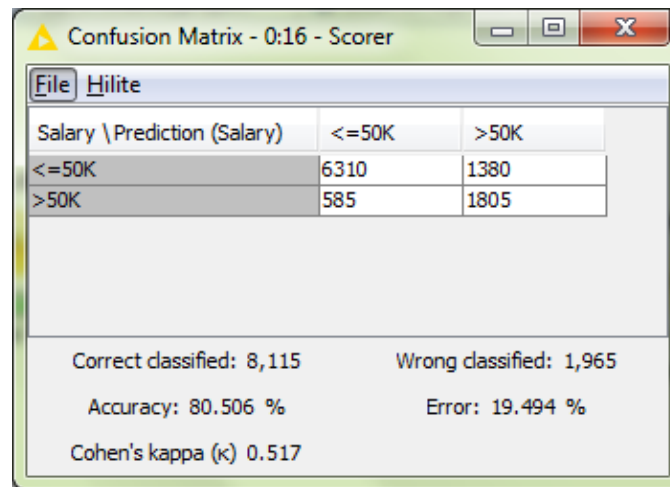 Confusion Matrix - 0:16 - Scorer
File Hilite
Salary \ Prediction (Salary) <=50K >50K
<=50K 6310 1380
>50K 585 1805
Correct classified: 8,115 Wrong classified: 1,965
Accuracy: 80.506 % Error: 19.494 %
Cohen's kappa (κ) 0.517